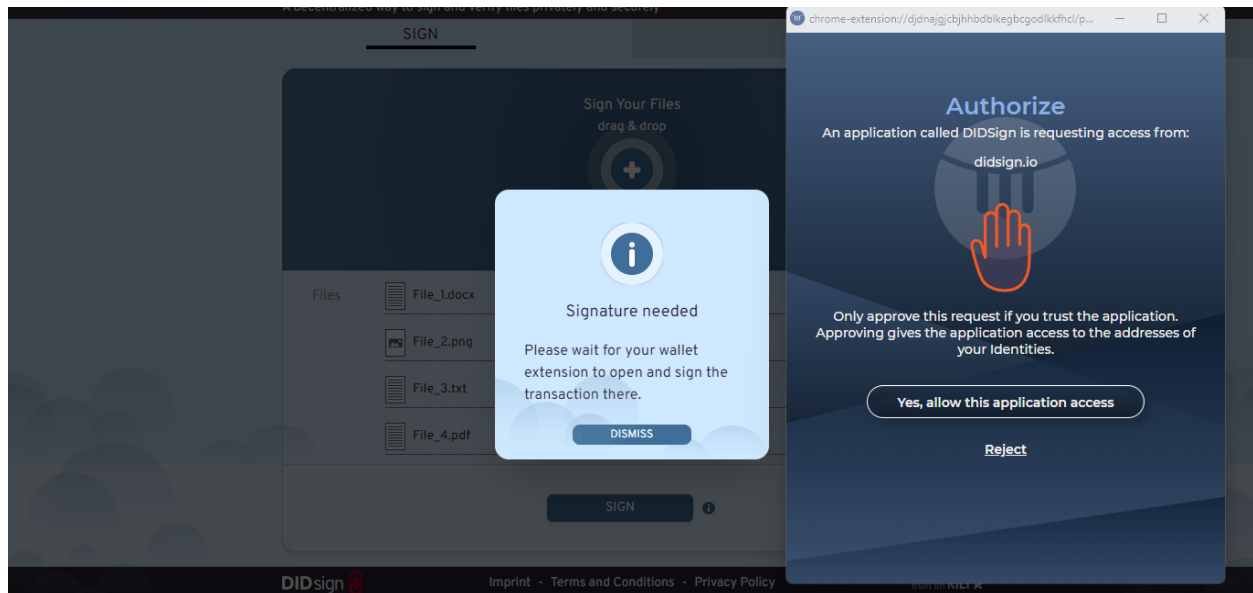 A decentralized way to sign and verify files privately and securely
SIGN
Sign Your Files
drag & drop
Files
File_1.docx
File_2.png
File_3.txt
File_4.pdf
SIGN
Signature needed
Please wait for your wallet
extension to open and sign the
transaction there.
DISMISS
DIDsign
Imprint - Terms and Conditions - Privacy Policy
Built on KILT
chrome-extension://djdnajgjcbjhhbdblkegbcgodlkkfhcl/p...
Authorize
An application called DIDSign is requesting access from:
didsign.io
Only approve this request if you trust the application.
Approving gives the application access to the addresses of
your Identities.
Yes, allow this application access
Reject